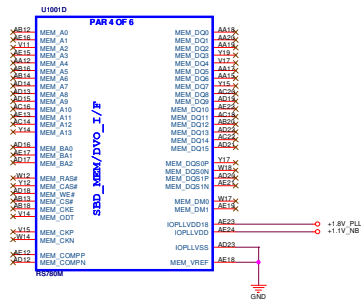 U1001D
PAR 4 OF 6
AB12 MEM_A0 MEM_DQ0 AA18
AE16 MEM_A1 MEM_DQ1 AA20
V11 MEM_A2 MEM_DQ2 AA19
AE15 MEM_A3 MEM_DQ3 Y19
AA12 MEM_A4 MEM_DQ4 V17
AB16 MEM_A5 MEM_DQ5 AA17
AB14 MEM_A6 MEM_DQ6 AA15
AD14 MEM_A7 MEM_DQ7 Y15
AD13 MEM_A8 MEM_DQ8 AC20
AD15 MEM_A9 MEM_DQ9 AD19
AC16 MEM_A10 MEM_DQ10 AE22
AE13 MEM_A11 MEM_DQ11 AC18
AC14 MEM_A12 MEM_DQ12 AB20
Y14 MEM_A13 MEM_DQ13 AD22
MEM_DQ14 AC22
AD16 MEM_BA0 MEM_DQ15 AD21
AE17 MEM_BA1
AD17 MEM_BA2 MEM_DQS0P Y17
MEM_DQS0N W18
W12 MEM_RAS# MEM_DQS1P AD20
Y12 MEM_CAS# MEM_DQS1N AE21
AD18 MEM_WE#
AB13 MEM_CS# MEM_DM0 W17
AB18 MEM_CKE MEM_DM1 AE19
V14 MEM_ODT
IOPLLVDD18 AE23 +1.8V_PLL
V15 MEM_CKP IOPLLVDD AE24 +1.1V_NB
W14 MEM_CKN
IOPLLVSS AD23
AE12 MEM_COMPP
AD12 MEM_COMPN MEM_VREF AE18
SBD_MEM/DVO_I/F
RS780M
GND